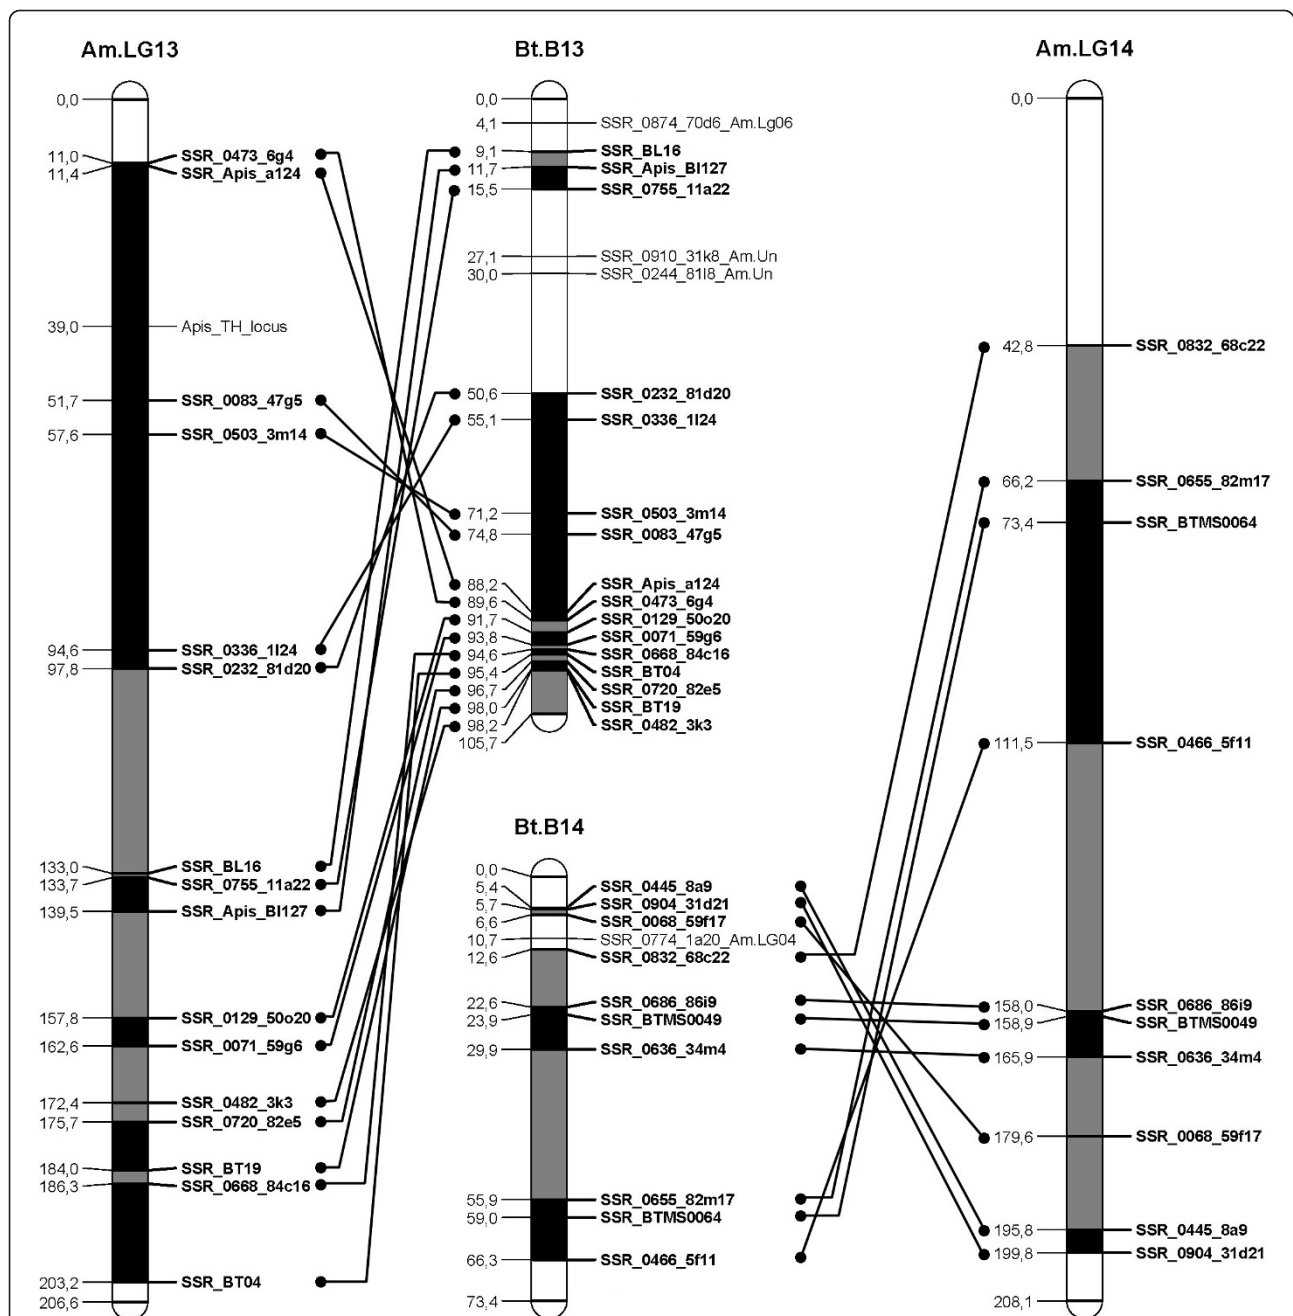 Am.LG13
0,0
11,0 SSR_0473_6g4
11,4 SSR_Apis_a124
39,0 Apis_TH_locus
51,7 SSR_0083_47g5
57,6 SSR_0503_3m14
94,6 SSR_0336_1l24
97,8 SSR_0232_81d20
133,0 SSR_BL16
133,7 SSR_0755_11a22
139,5 SSR_Apis_BI127
157,8 SSR_0129_50o20
162,6 SSR_0071_59g6
172,4 SSR_0482_3k3
175,7 SSR_0720_82e5
184,0 SSR_BT19
186,3 SSR_0668_84c16
203,2 SSR_BT04
206,6
Bt.B13
0,0
4,1 SSR_0874_70d6_Am.Lg06
9,1 SSR_BL16
11,7 SSR_Apis_BI127
15,5 SSR_0755_11a22
27,1 SSR_0910_31k8_Am.Un
30,0 SSR_0244_81l8_Am.Un
50,6 SSR_0232_81d20
55,1 SSR_0336_1l24
71,2 SSR_0503_3m14
74,8 SSR_0083_47g5
88,2 SSR_Apis_a124
89,6 SSR_0473_6g4
91,7 SSR_0129_50o20
93,8 SSR_0071_59g6
94,6 SSR_0668_84c16
95,4 SSR_BT04
96,7 SSR_0720_82e5
98,0 SSR_BT19
98,2 SSR_0482_3k3
105,7
Bt.B14
0,0
5,4 SSR_0445_8a9
5,7 SSR_0904_31d21
6,6 SSR_0068_59f17
10,7 SSR_0774_1a20_Am.LG04
12,6 SSR_0832_68c22
22,6 SSR_0686_86i9
23,9 SSR_BTMS0049
29,9 SSR_0636_34m4
55,9 SSR_0655_82m17
59,0 SSR_BTMS0064
66,3 SSR_0466_5f11
73,4
Am.LG14
0,0
42,8 SSR_0832_68c22
66,2 SSR_0655_82m17
73,4 SSR_BTMS0064
111,5 SSR_0466_5f11
158,0 SSR_0686_86i9
158,9 SSR_BTMS0049
165,9 SSR_0636_34m4
179,6 SSR_0068_59f17
195,8 SSR_0445_8a9
199,8 SSR_0904_31d21
208,1